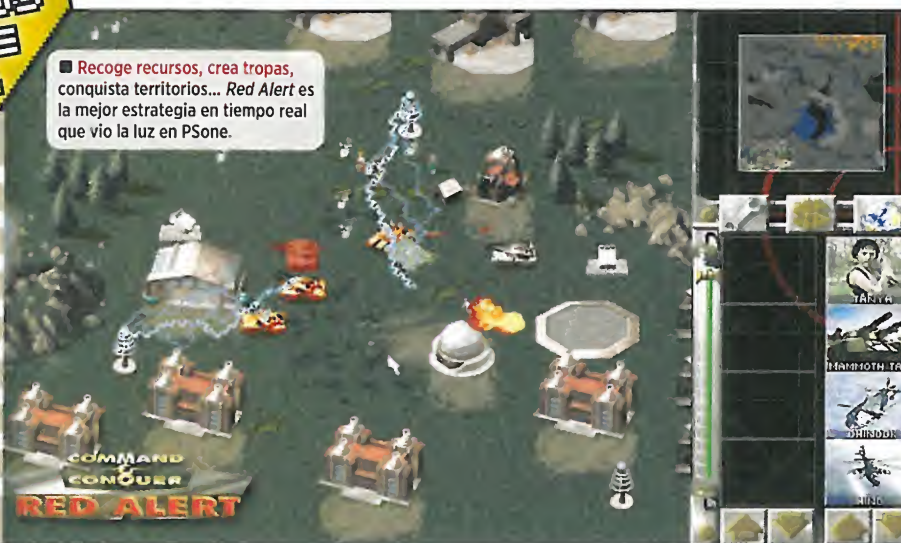 Recoge recursos, crea tropas,
conquista territorios... Red Alert es
la mejor estrategia en tiempo real
que vio la luz en PSone.
TANYA
MAMMOTH TA
CHINOOK
HIND
COMMAND
&
CONQUER
RED ALERT